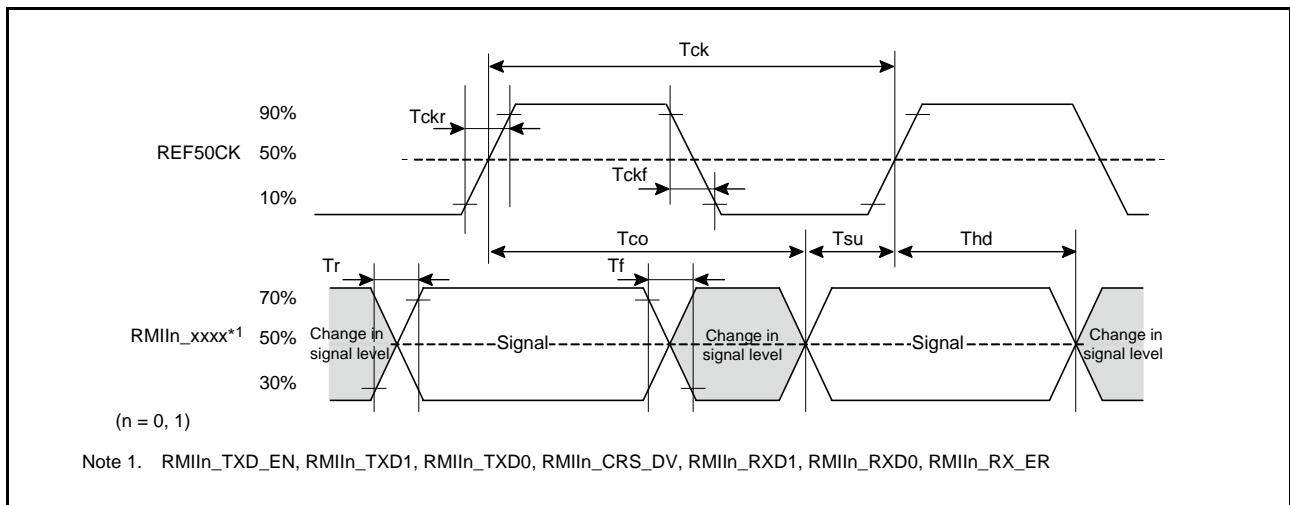 Tck
90%
Tckr
REF50CK 50%
Tckf
10%
Tco Tsu Thd
Tr Tf
70%
RMIIn_xxxx*1 50% Change in signal level Signal Change in signal level Signal Change in signal level
30%
(n = 0, 1)
Note 1. RMIIn_TXD_EN, RMIIn_TXD1, RMIIn_TXD0, RMIIn_CRS_DV, RMIIn_RXD1, RMIIn_RXD0, RMIIn_RX_ER